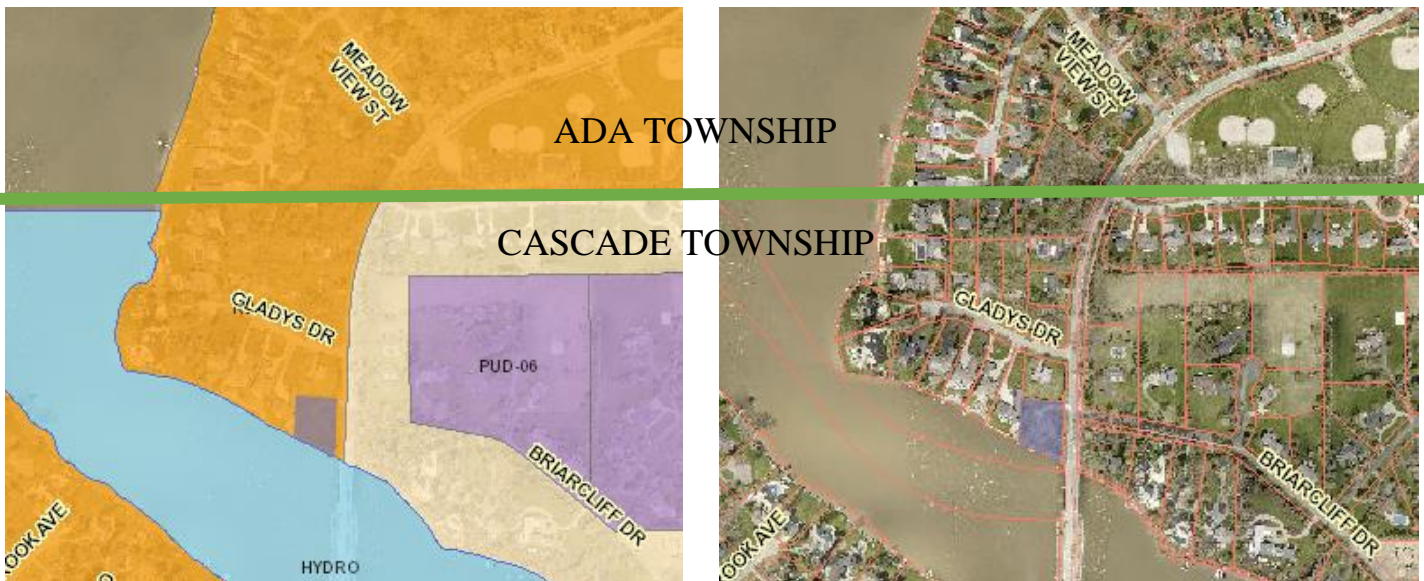 MEADOW
VIEW ST
MEADOW
VIEW ST
ADA TOWNSHIP
CASCADE TOWNSHIP
GLADYS DR
GLADYS DR
PUD-06
BRIARCLIFF DR
BRIARCLIFF DR
OOK AVE
OOK AVE
HYDRO